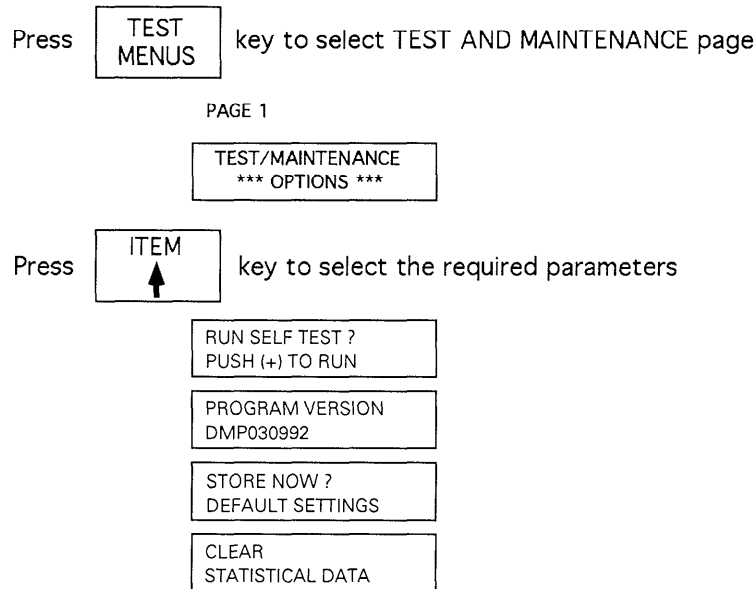 Press TEST MENUS key to select TEST AND MAINTENANCE page
PAGE 1
TEST/MAINTENANCE
*** OPTIONS ***
Press ITEM key to select the required parameters
RUN SELF TEST ?
PUSH (+) TO RUN
PROGRAM VERSION
DMP030992
STORE NOW ?
DEFAULT SETTINGS
CLEAR
STATISTICAL DATA